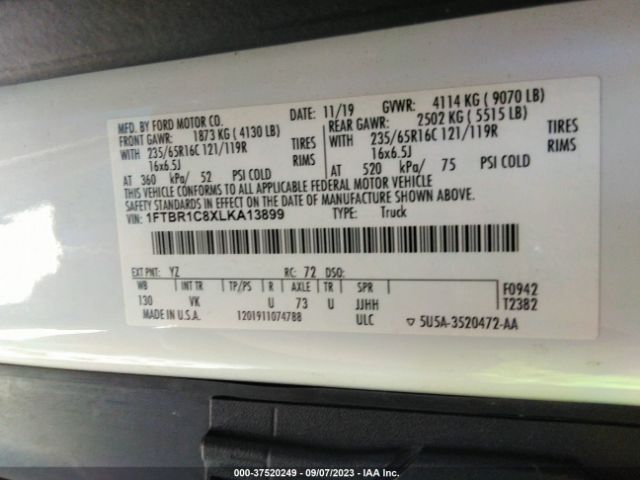 MFD. BY FORD MOTOR CO. DATE: 11/19 GVWR: 4114 KG ( 9070 LB)
FRONT GAWR: 1873 KG ( 4130 LB) REAR GAWR: 2502 KG ( 5515 LB)
WITH 235/65R16C 121/119R TIRES WITH 235/65R16C 121/119R TIRES
16x6.5J RIMS 16x6.5J RIMS
AT 360 kPa/ 52 PSI COLD AT 520 kPa/ 75 PSI COLD
THIS VEHICLE CONFORMS TO ALL APPLICABLE FEDERAL MOTOR VEHICLE
SAFETY STANDARDS IN EFFECT ON THE DATE OF MANUFACTURE SHOWN ABOVE.
VIN: 1FTBR1C8XLKA13899 TYPE: Truck
EXT PNT: YZ RC: 72 DSO:
WB INT TR TP/PS R AXLE TR SPR F0942
130 VK U 73 U JJHH T2382
MADE IN U.S.A. 1201911074788 ULC ▽ 5U5A-3520472-AA
000-37520249 - 09/07/2023 - IAA Inc.